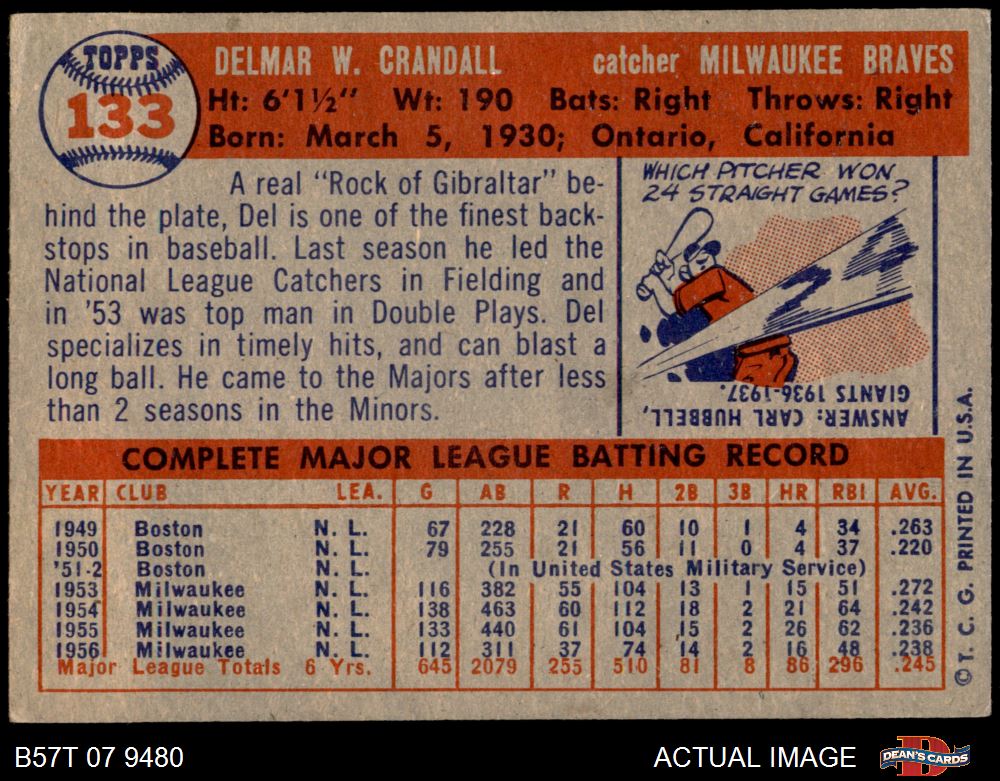 TOPPS
133
DELMAR W. CRANDALL catcher MILWAUKEE BRAVES
Ht: 6'1½" Wt: 190 Bats: Right Throws: Right
Born: March 5, 1930; Ontario, California
A real "Rock of Gibraltar" be-
hind the plate, Del is one of the finest back-
stops in baseball. Last season he led the
National League Catchers in Fielding and
in '53 was top man in Double Plays. Del
specializes in timely hits, and can blast a
long ball. He came to the Majors after less
than 2 seasons in the Minors.
WHICH PITCHER WON
24 STRAIGHT GAMES?
24
ANSWER: CARL HUBBELL,
GIANTS 1936-1937.
COMPLETE MAJOR LEAGUE BATTING RECORD
YEAR CLUB LEA. G AB R H 2B 3B HR RBI AVG.
1949 Boston N. L. 67 228 21 60 10 1 4 34 .263
1950 Boston N. L. 79 255 21 56 11 0 4 37 .220
'51-2 Boston N. L. (In United States Military Service)
1953 Milwaukee N. L. 116 382 55 104 13 1 15 51 .272
1954 Milwaukee N. L. 138 463 60 112 18 2 21 64 .242
1955 Milwaukee N. L. 133 440 61 104 15 2 26 62 .236
1956 Milwaukee N. L. 112 311 37 74 14 2 16 48 .238
Major League Totals 6 Yrs. 645 2079 255 510 81 8 86 296 .245
© T. C. G. PRINTED IN U.S.A.
B57T 07 9480 ACTUAL IMAGE DEAN'S CARDS